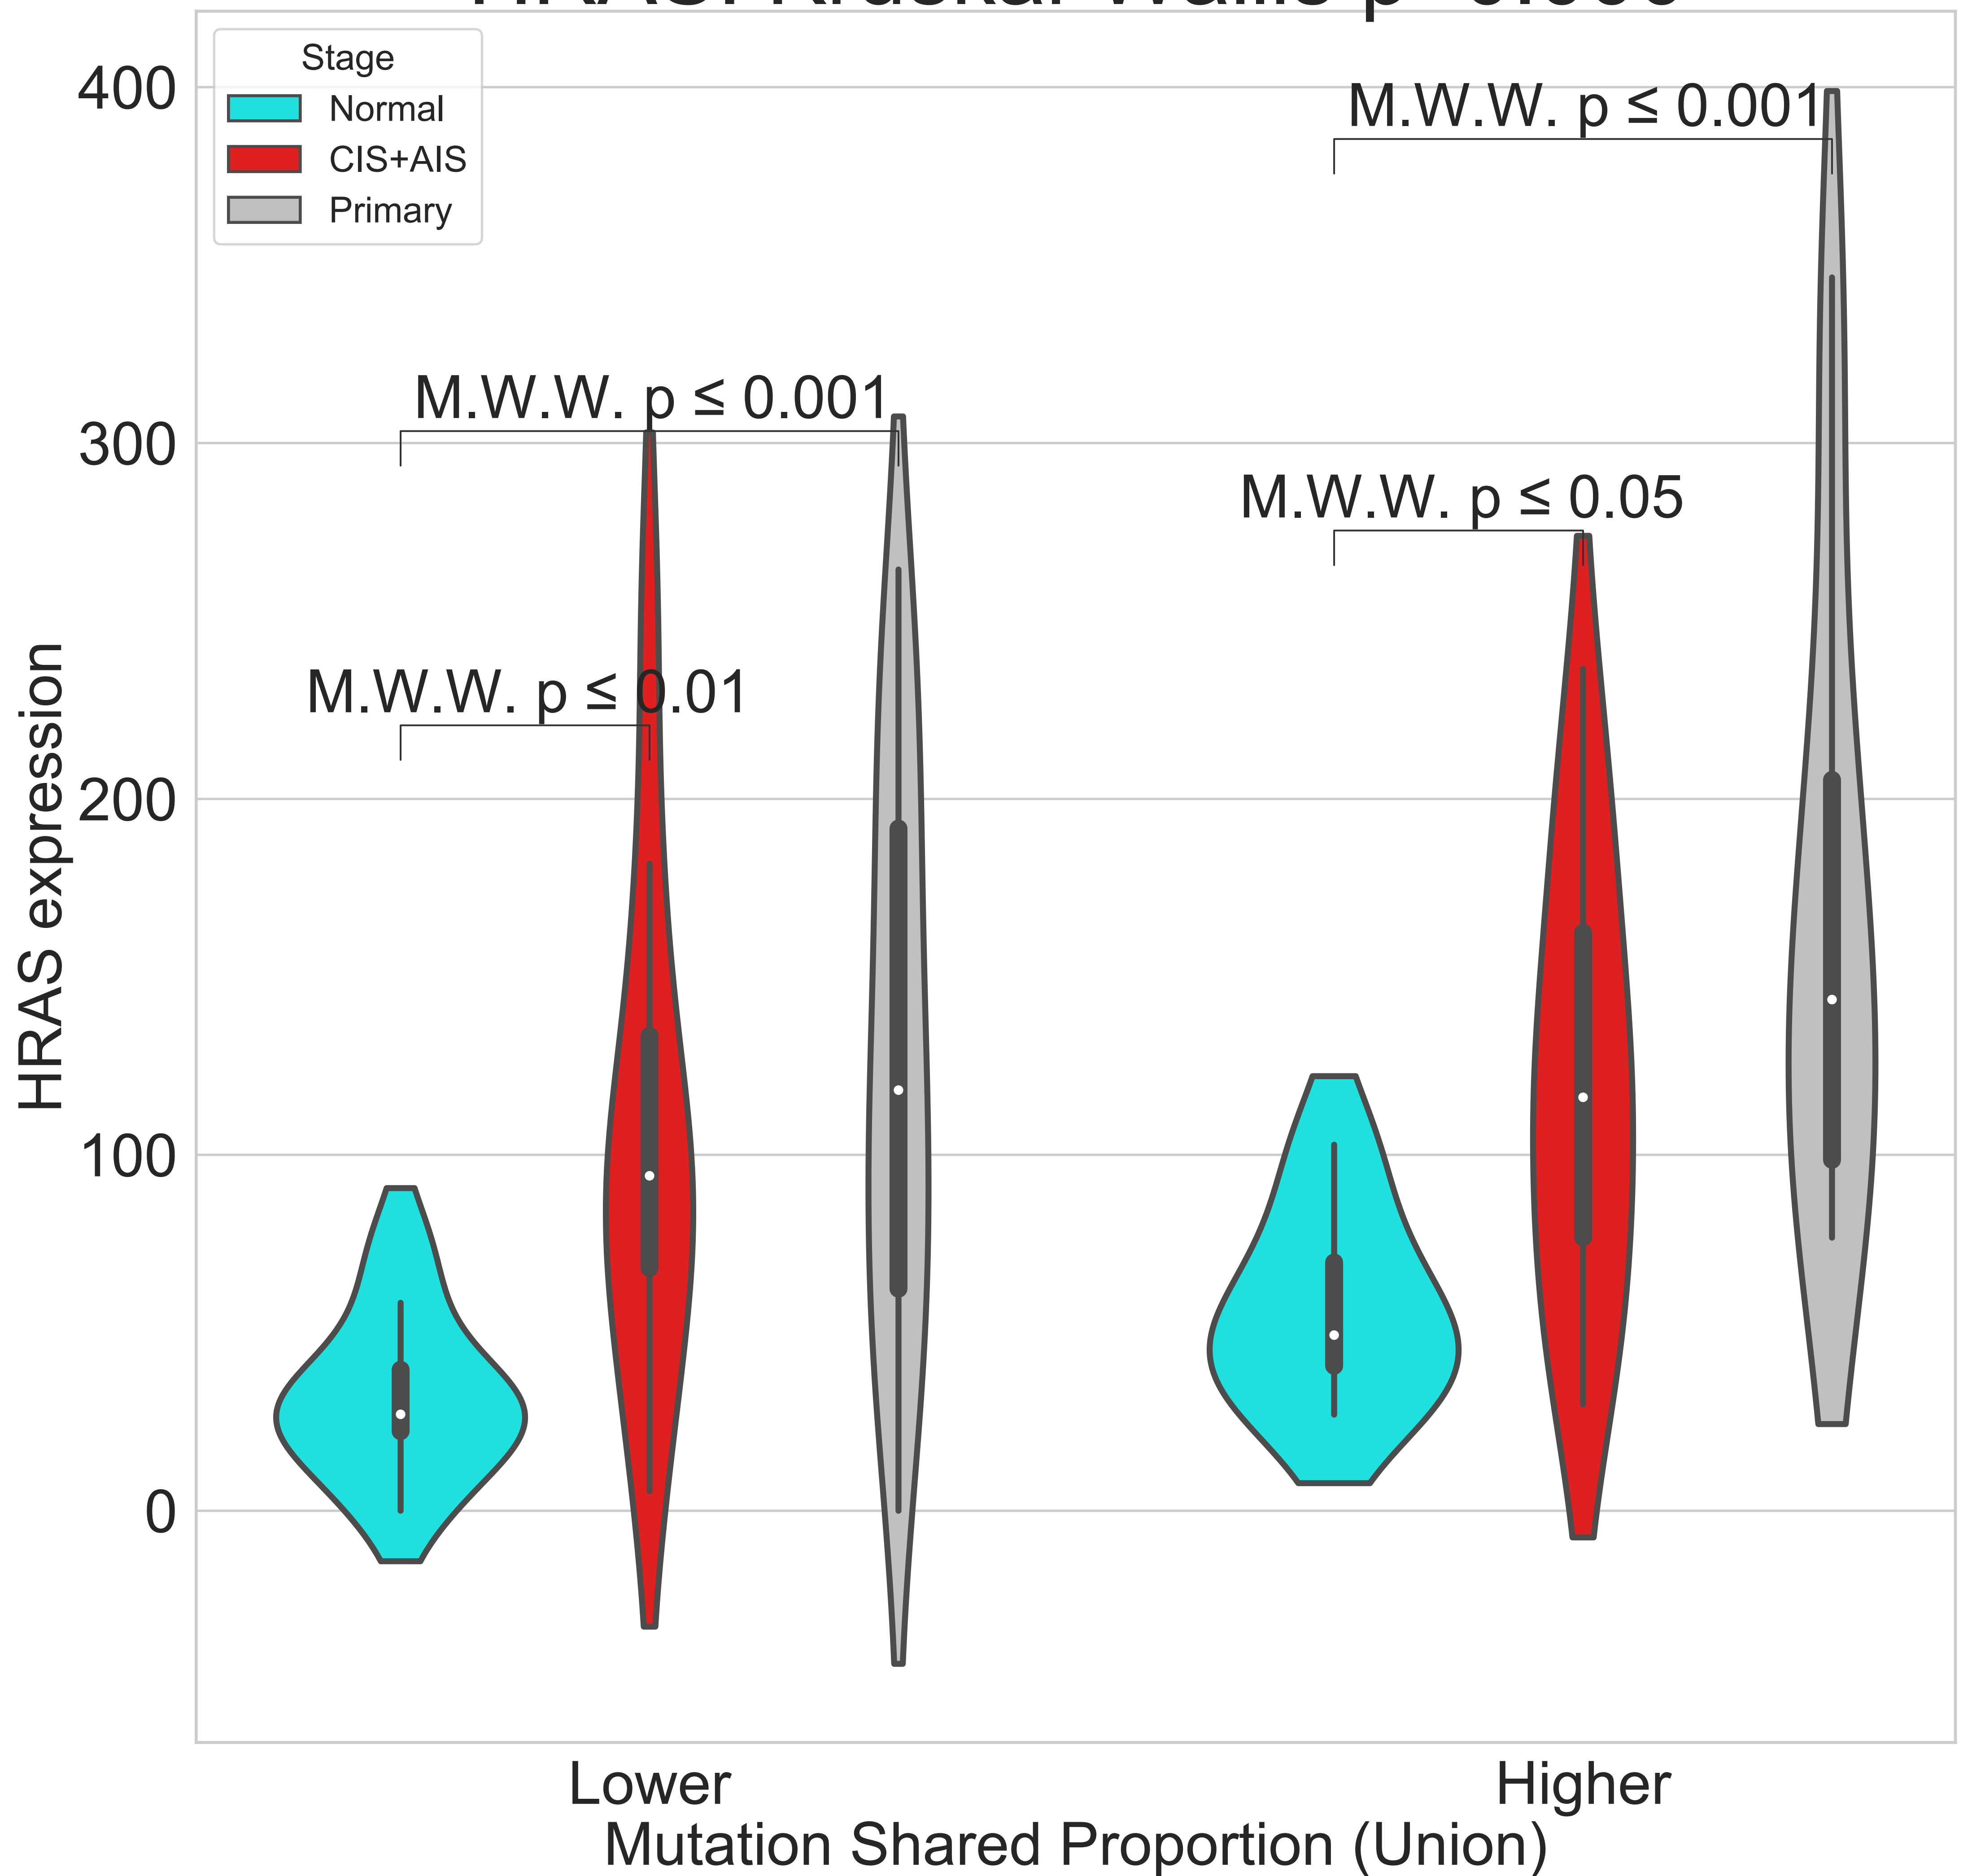 Stage
Normal
CIS+AIS
Primary
400
300
200
100
0
HRAS expression
M.W.W. p ≤ 0.001
M.W.W. p ≤ 0.001
M.W.W. p ≤ 0.05
M.W.W. p ≤ 0.01
Lower
Higher
Mutation Shared Proportion (Union)